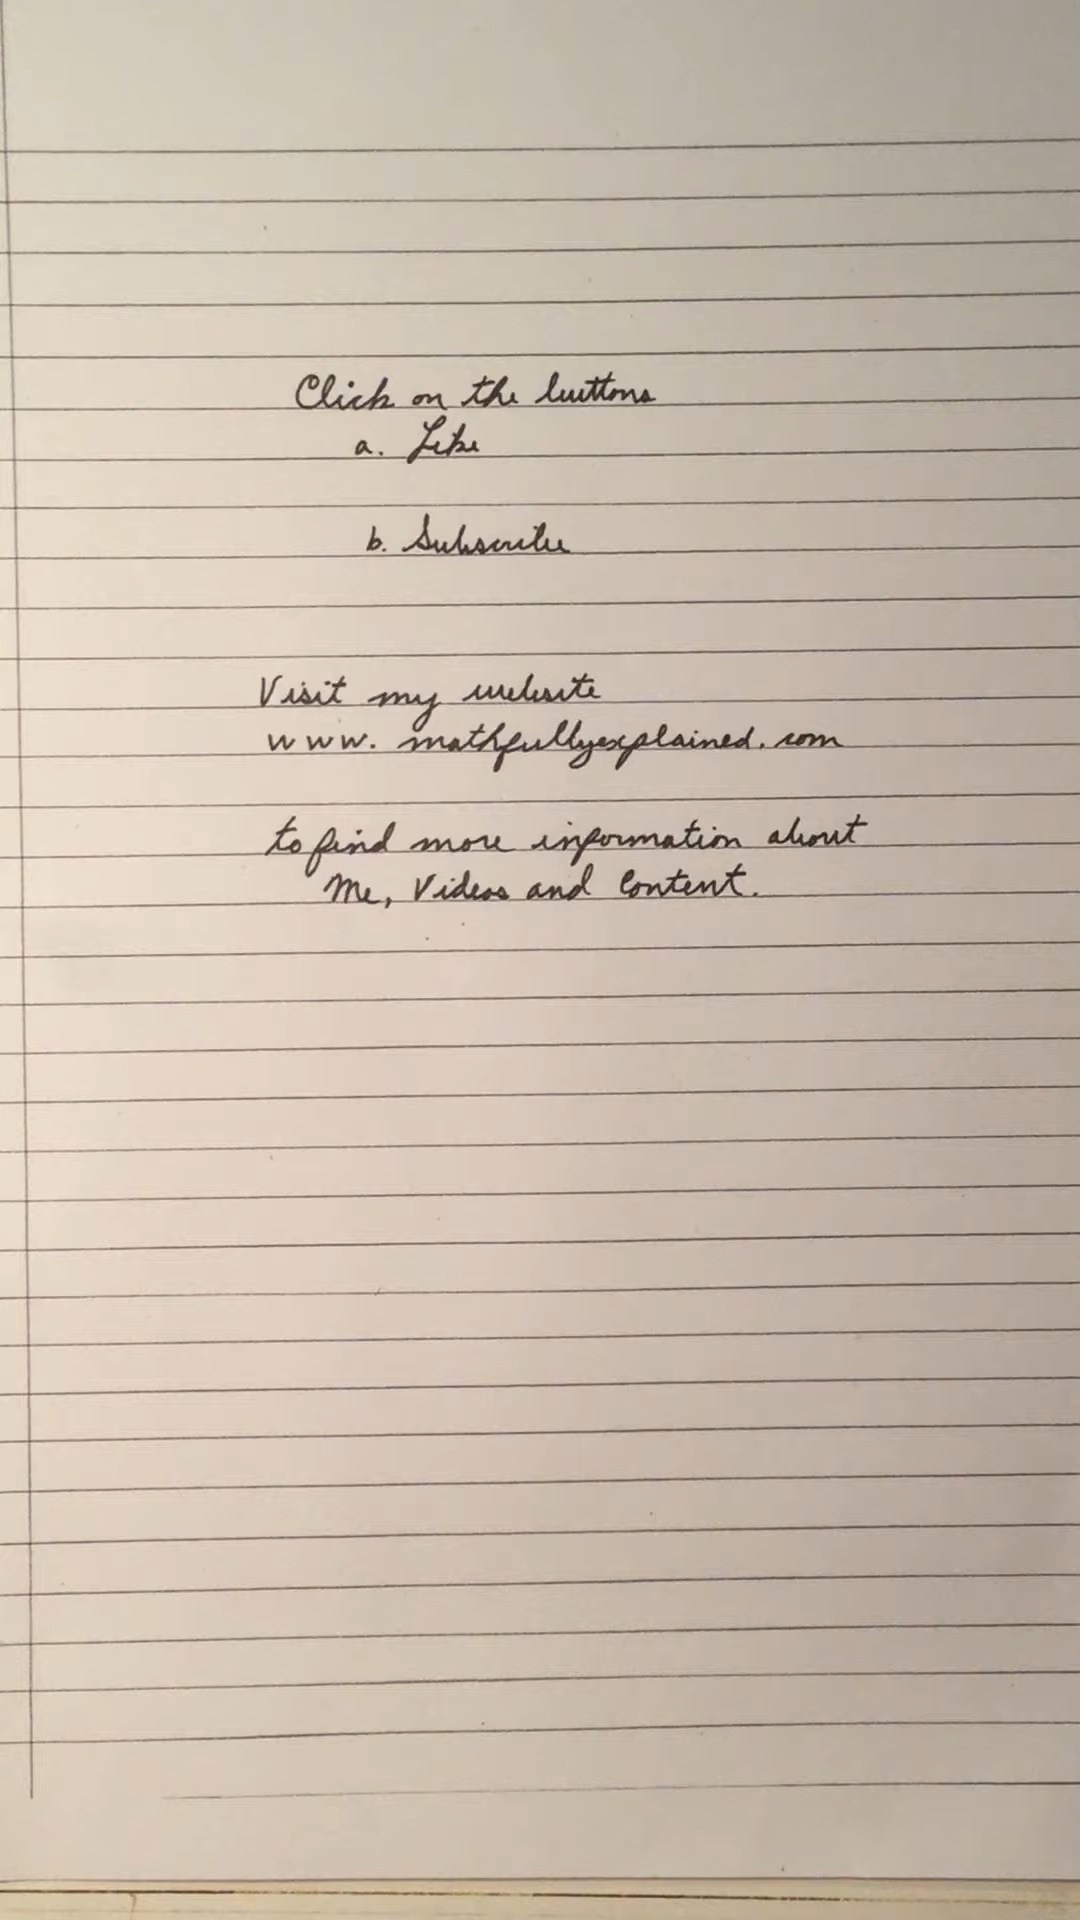 Click on the buttons
a. Like
b. Subscribe
Visit my website
www.mathfullyexplained.com
to find more information about
Me, Videos and Content.